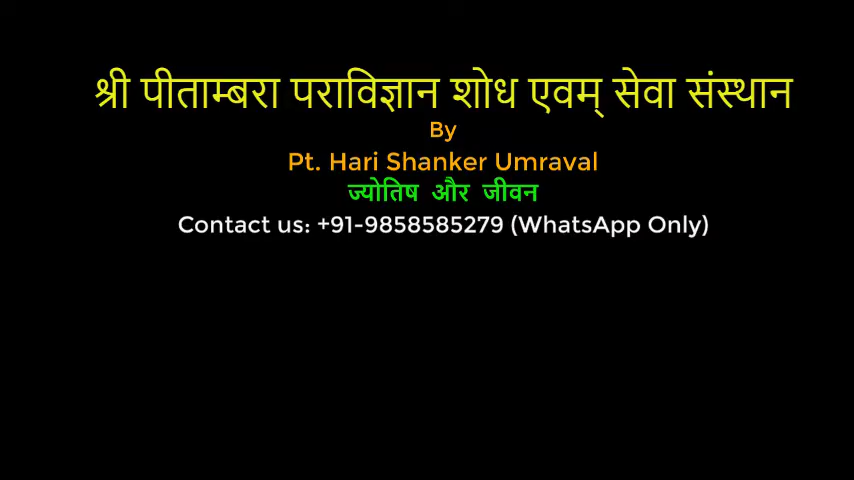 श्री पीताम्बरा पराविज्ञान शोध एवम् सेवा संस्थान
By
Pt. Hari Shanker Umraval
ज्योतिष और जीवन
Contact us: +91-9858585279 (WhatsApp Only)